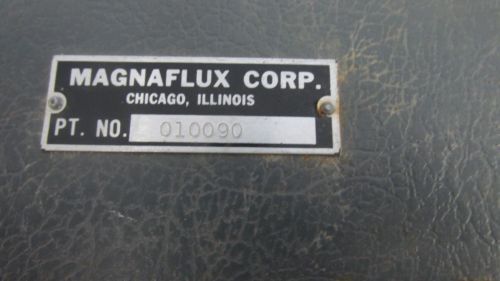 MAGNAFLUX CORP.
CHICAGO, ILLINOIS
PT. NO. 010090